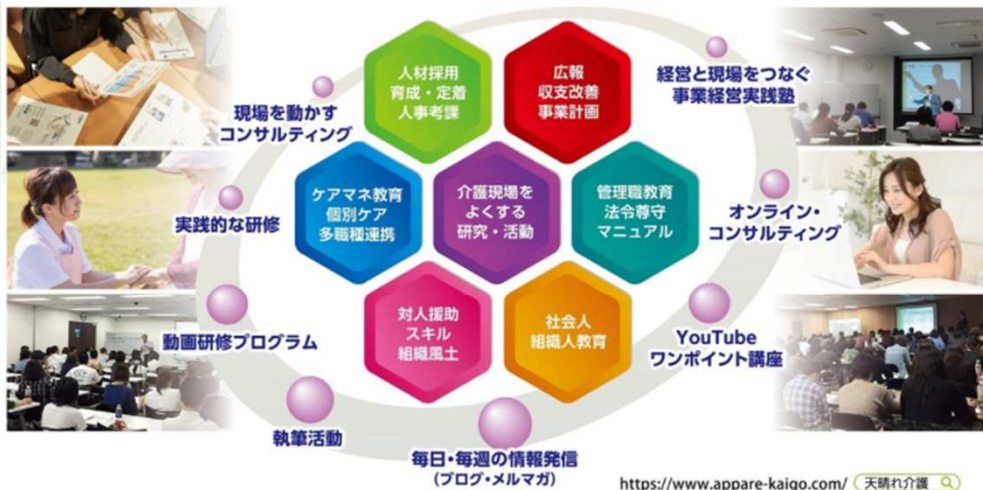 人材採用
育成・定着
人事考課
広報
収支改善
事業計画
現場を動かす
コンサルティング
経営と現場をつなぐ
事業経営実践塾
ケアマネ教育
個別ケア
多職種連携
介護現場を
よくする
研究・活動
管理職教育
法令尊守
マニュアル
実践的な研修
オンライン・
コンサルティング
対人援助
スキル
組織風土
社会人
組織人教育
動画研修プログラム
YouTube
ワンポイント講座
執筆活動
毎日・毎週の情報発信
(ブログ・メルマガ)
https://www.appare-kaigo.com/ 天晴れ介護